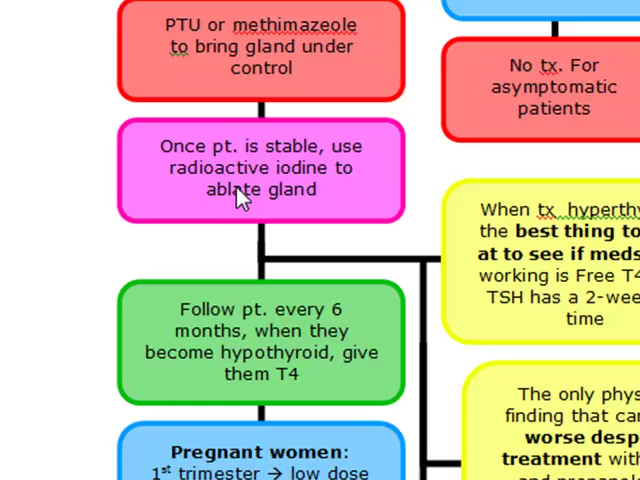 PTU or methimazeole
to bring gland under
control
Once pt. is stable, use
radioactive iodine to
ablate gland
Follow pt. every 6
months, when they
become hypothyroid, give
them T4
Pregnant women:
1st trimester → low dose
No tx. For
asymptomatic
patients
When tx hyperthy
the best thing to
at to see if meds
working is Free T4
TSH has a 2-wee
time
The only phys
finding that ca
worse desp
treatment with